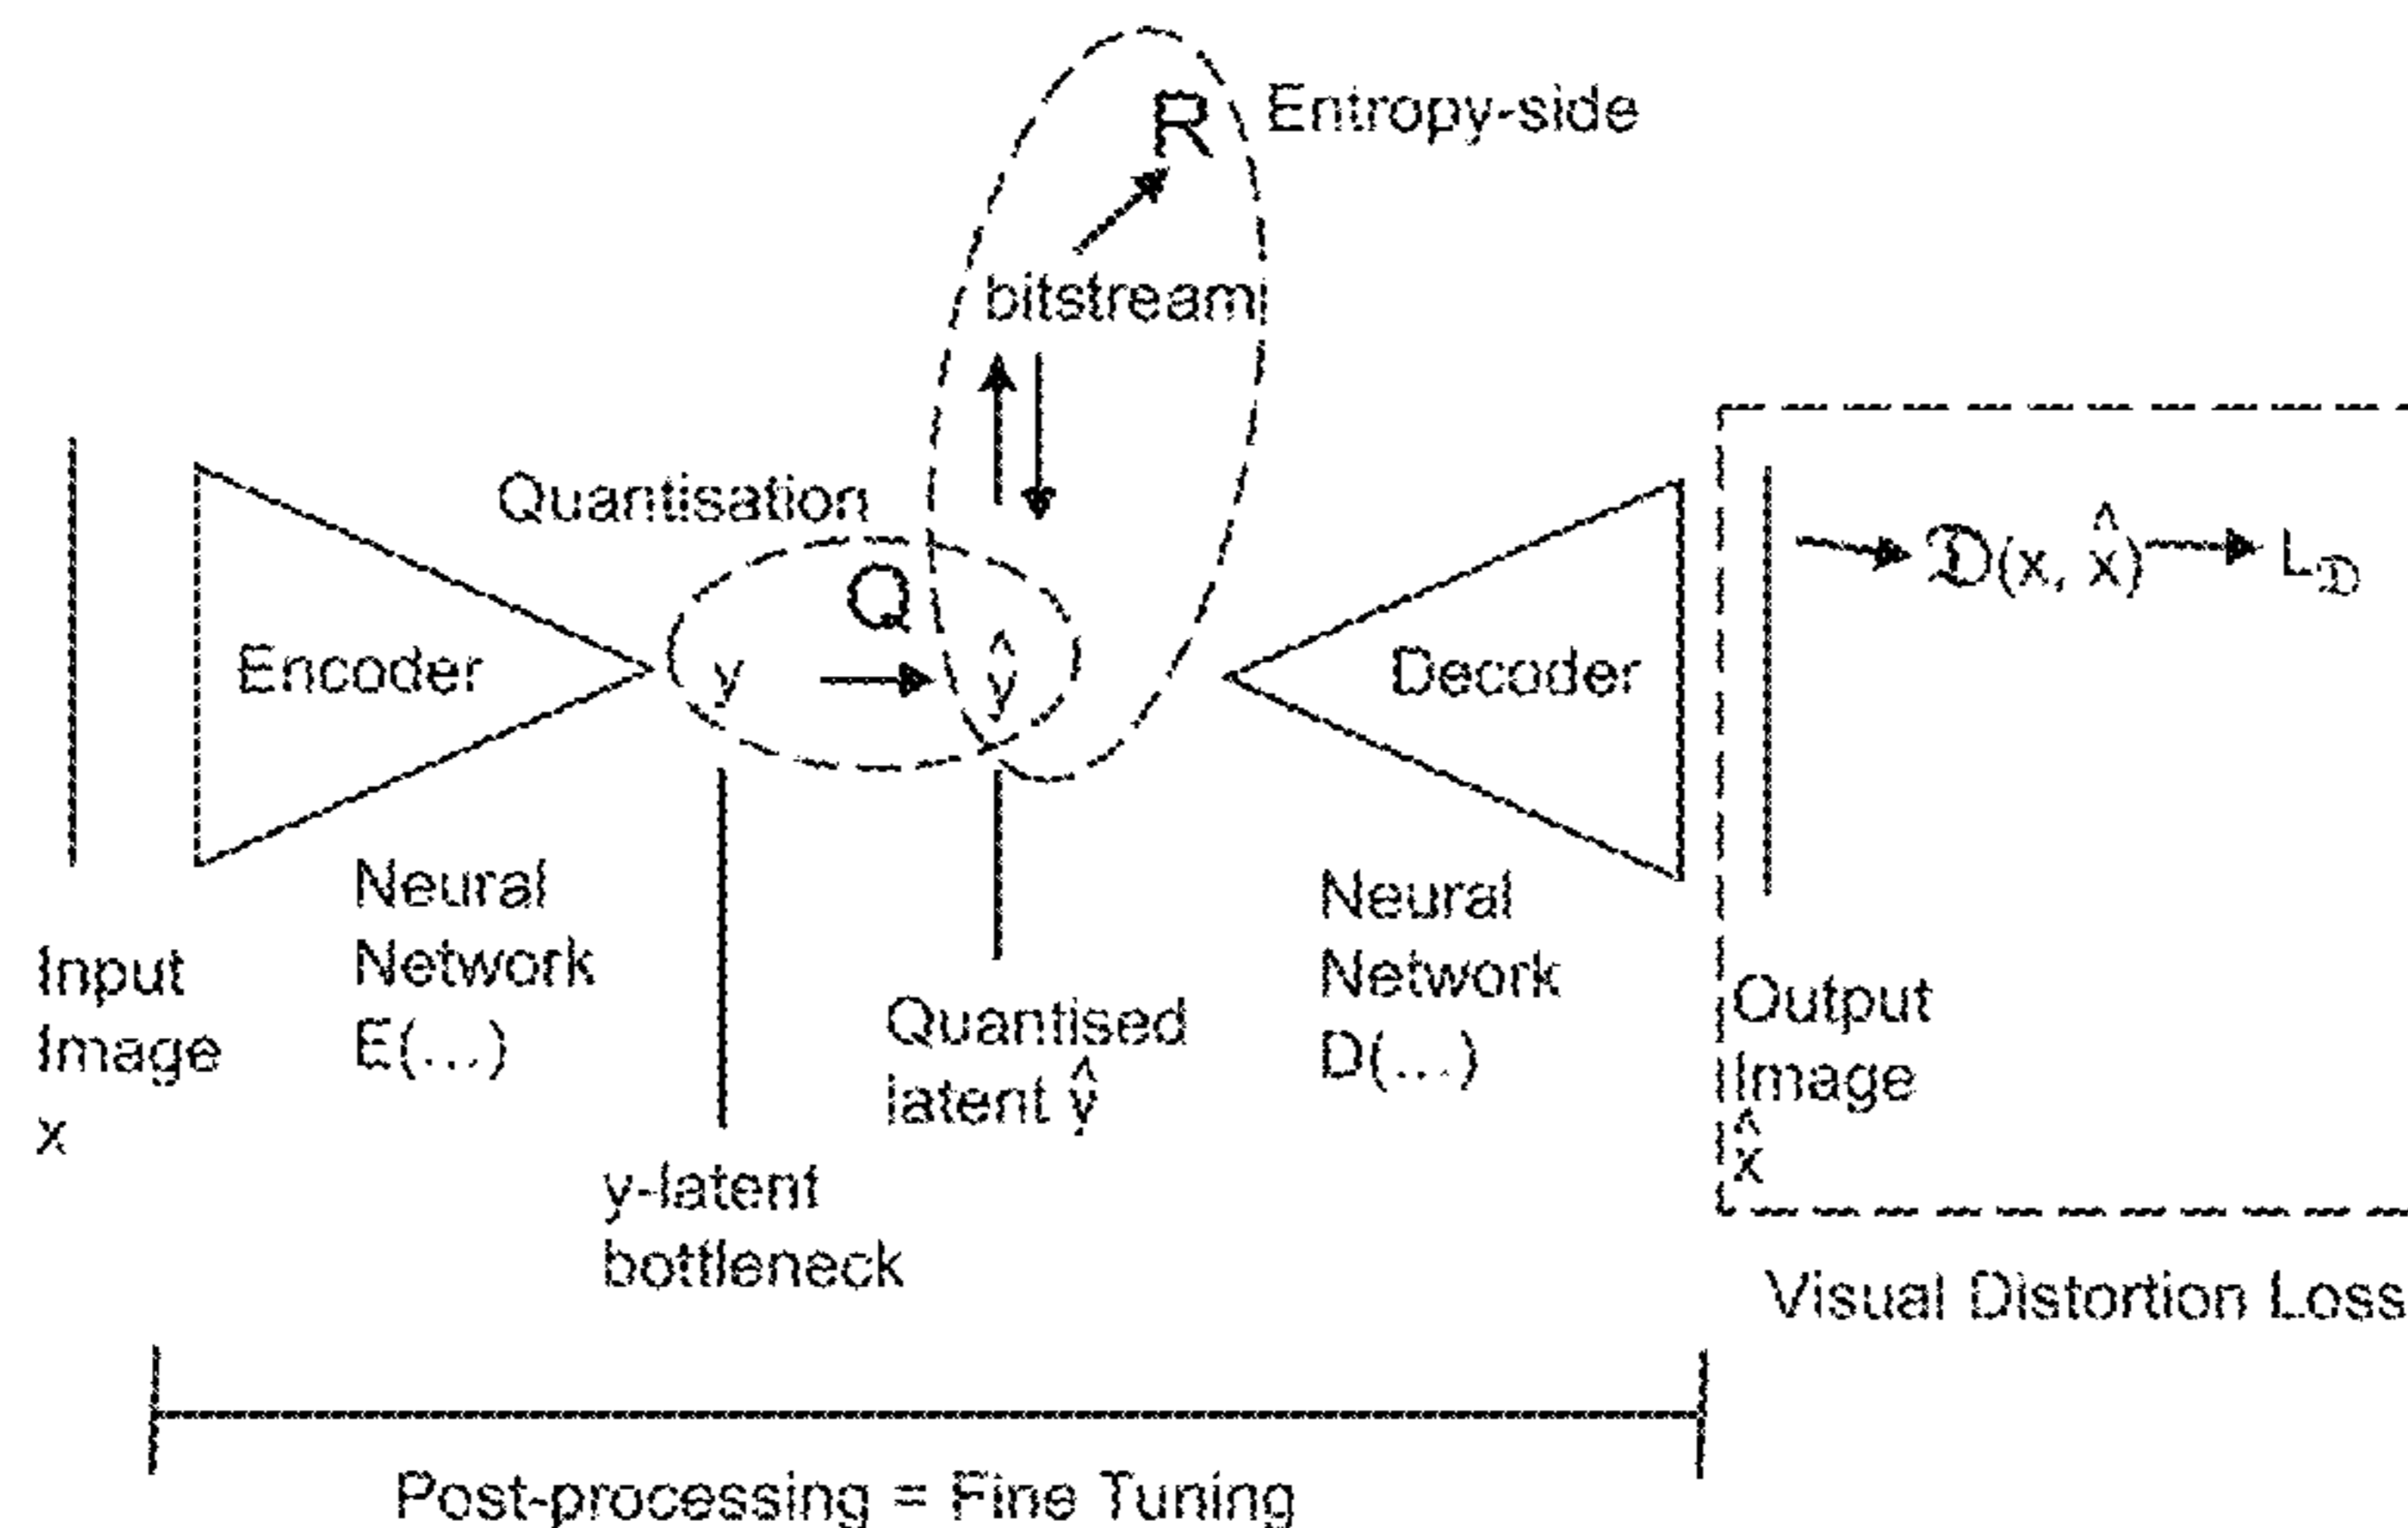 R Entropy-side
bitstream
Quantisation
Q
y
ŷ
Encoder
Decoder
𝔇(x, x̂)
L𝔇
Neural
Network
E(...)
Neural
Network
D(...)
Input
Image
x
Quantised
latent ŷ
Output
Image
x̂
y-latent
bottleneck
Visual Distortion Loss
Post-processing = Fine Tuning